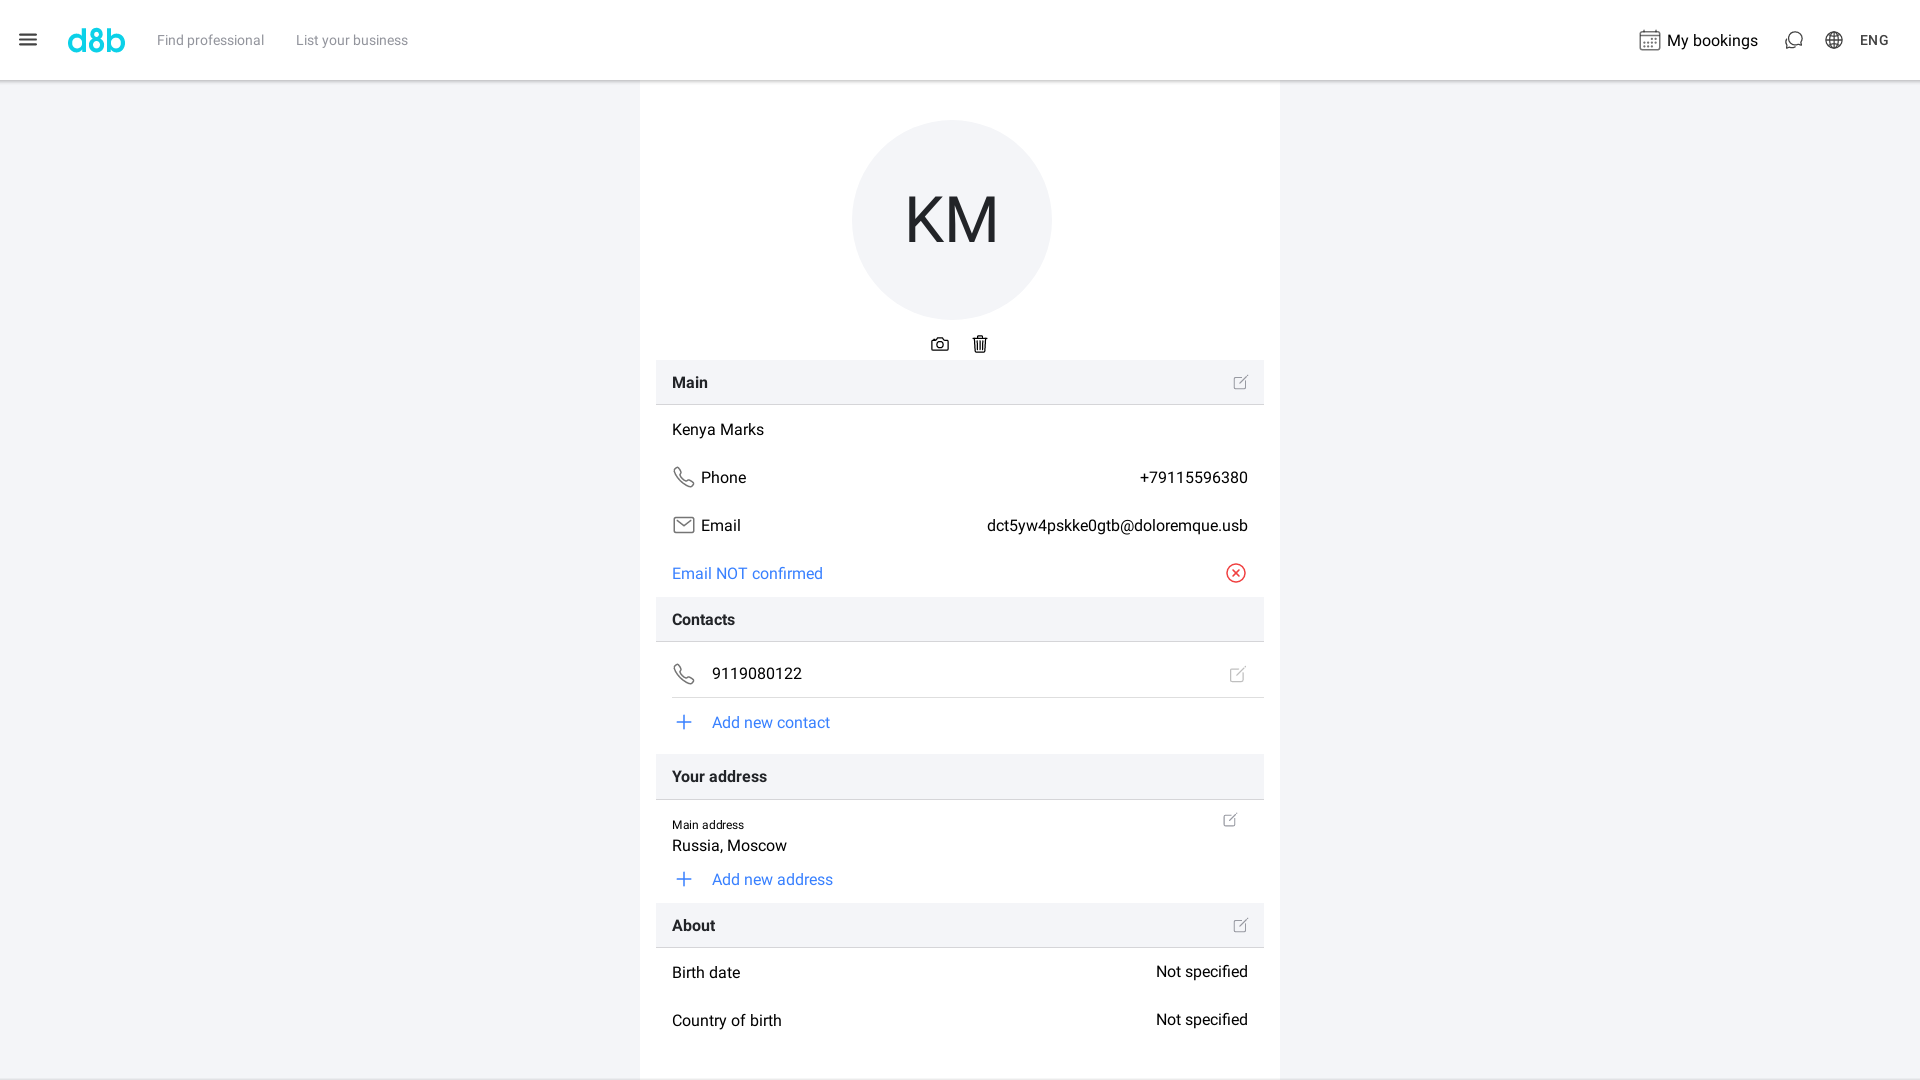 d8b
Find professional
List your business
My bookings
ENG
KM
Main
Kenya Marks
Phone
+79115596380
Email
dct5yw4pskke0gtb@doloremque.usb
Email NOT confirmed
Contacts
9119080122
Add new contact
Your address
Main address
Russia, Moscow
Add new address
About
Birth date
Not specified
Country of birth
Not specified